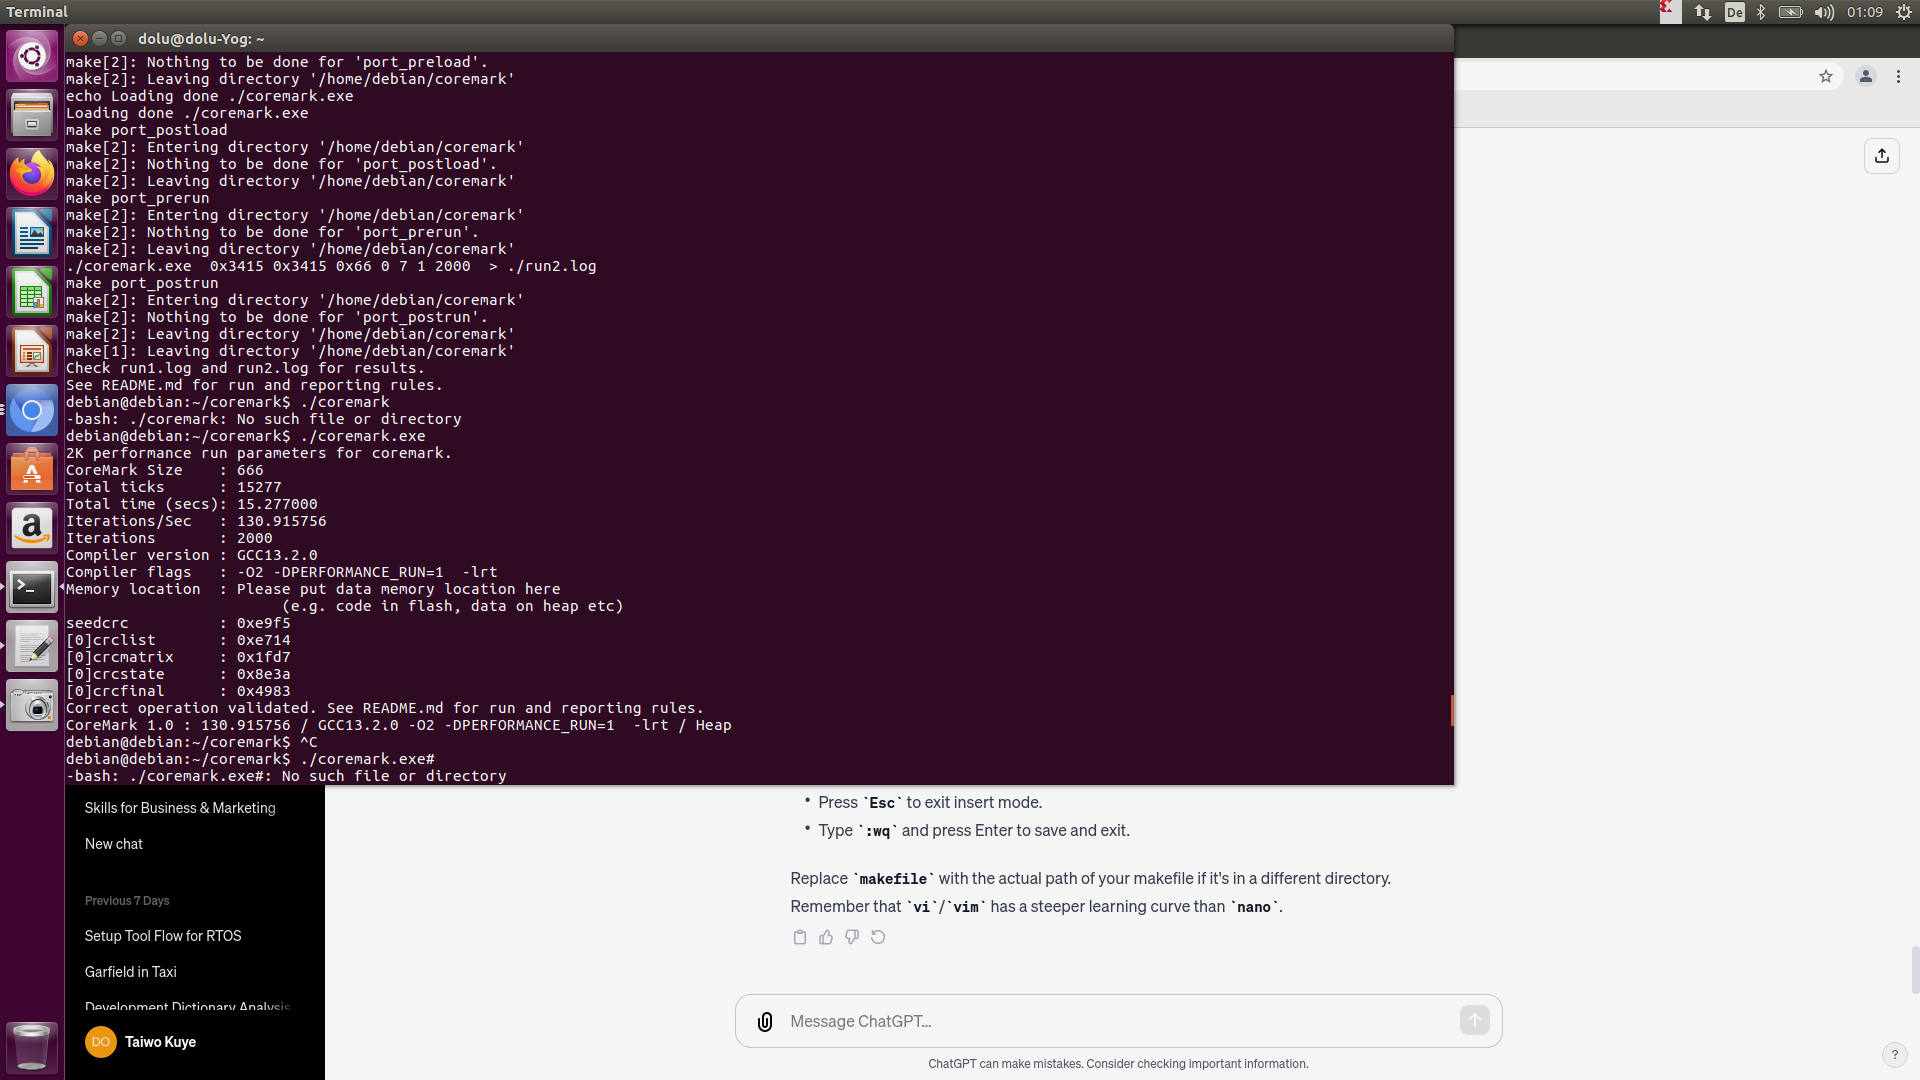 Terminal
De
01:09
dolu@dolu-Yog: ~
make[2]: Nothing to be done for 'port_preload'.
make[2]: Leaving directory '/home/debian/coremark'
echo Loading done ./coremark.exe
Loading done ./coremark.exe
make port_postload
make[2]: Entering directory '/home/debian/coremark'
make[2]: Nothing to be done for 'port_postload'.
make[2]: Leaving directory '/home/debian/coremark'
make port_prerun
make[2]: Entering directory '/home/debian/coremark'
make[2]: Nothing to be done for 'port_prerun'.
make[2]: Leaving directory '/home/debian/coremark'
./coremark.exe  0x3415 0x3415 0x66 0 7 1 2000  > ./run2.log
make port_postrun
make[2]: Entering directory '/home/debian/coremark'
make[2]: Nothing to be done for 'port_postrun'.
make[2]: Leaving directory '/home/debian/coremark'
make[1]: Leaving directory '/home/debian/coremark'
Check run1.log and run2.log for results.
See README.md for run and reporting rules.
debian@debian:~/coremark$ ./coremark
-bash: ./coremark: No such file or directory
debian@debian:~/coremark$ ./coremark.exe
2K performance run parameters for coremark.
CoreMark Size    : 666
Total ticks      : 15277
Total time (secs): 15.277000
Iterations/Sec   : 130.915756
Iterations       : 2000
Compiler version : GCC13.2.0
Compiler flags   : -O2 -DPERFORMANCE_RUN=1  -lrt
Memory location  : Please put data memory location here
(e.g. code in flash, data on heap etc)
seedcrc          : 0xe9f5
[0]crclist       : 0xe714
[0]crcmatrix     : 0x1fd7
[0]crcstate      : 0x8e3a
[0]crcfinal      : 0x4983
Correct operation validated. See README.md for run and reporting rules.
CoreMark 1.0 : 130.915756 / GCC13.2.0 -O2 -DPERFORMANCE_RUN=1  -lrt / Heap
debian@debian:~/coremark$ ^C
debian@debian:~/coremark$ ./coremark.exe#
-bash: ./coremark.exe#: No such file or directory
Skills for Business & Marketing
New chat
Previous 7 Days
Setup Tool Flow for RTOS
Garfield in Taxi
Development Dictionary Analysis
DO
Taiwo Kuye
• Press `Esc` to exit insert mode.
• Type `:wq` and press Enter to save and exit.
Replace `makefile` with the actual path of your makefile if it's in a different directory.
Remember that `vi`/`vim` has a steeper learning curve than `nano`.
Message ChatGPT...
ChatGPT can make mistakes. Consider checking important information.
?